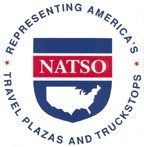 REPRESENTING AMERICA'S
NATSO
TRAVEL PLAZAS AND TRUCKSTOPS